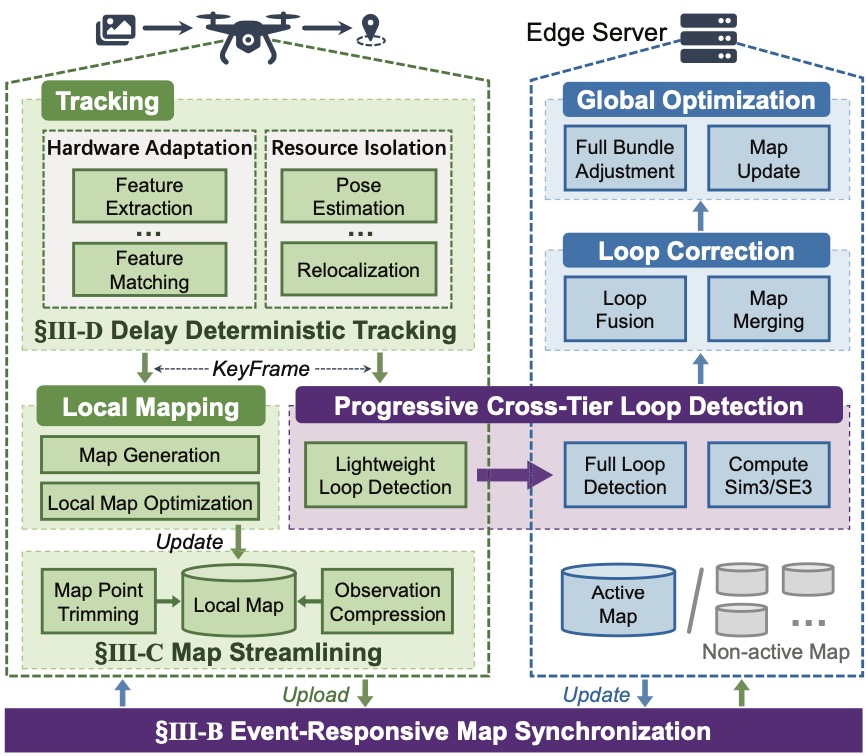 Edge Server
Tracking
Hardware Adaptation
Feature
Extraction
...
Feature
Matching
Resource Isolation
Pose
Estimation
...
Relocalization
§III-D Delay Deterministic Tracking
KeyFrame
Local Mapping
Map Generation
Local Map Optimization
Update
Map Point
Trimming
Local Map
Observation
Compression
§III-C Map Streamlining
Global Optimization
Full Bundle
Adjustment
Map
Update
Loop Correction
Loop
Fusion
Map
Merging
Progressive Cross-Tier Loop Detection
Lightweight
Loop Detection
Full Loop
Detection
Compute
Sim3/SE3
Active
Map
...
Non-active Map
Upload
Update
§III-B Event-Responsive Map Synchronization